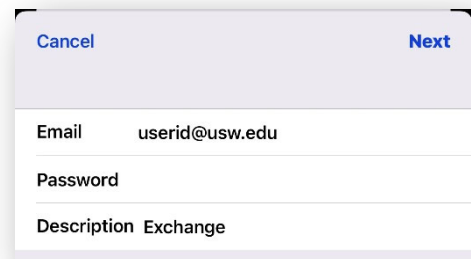 Cancel Next
Email userid@usw.edu
Password
Description Exchange